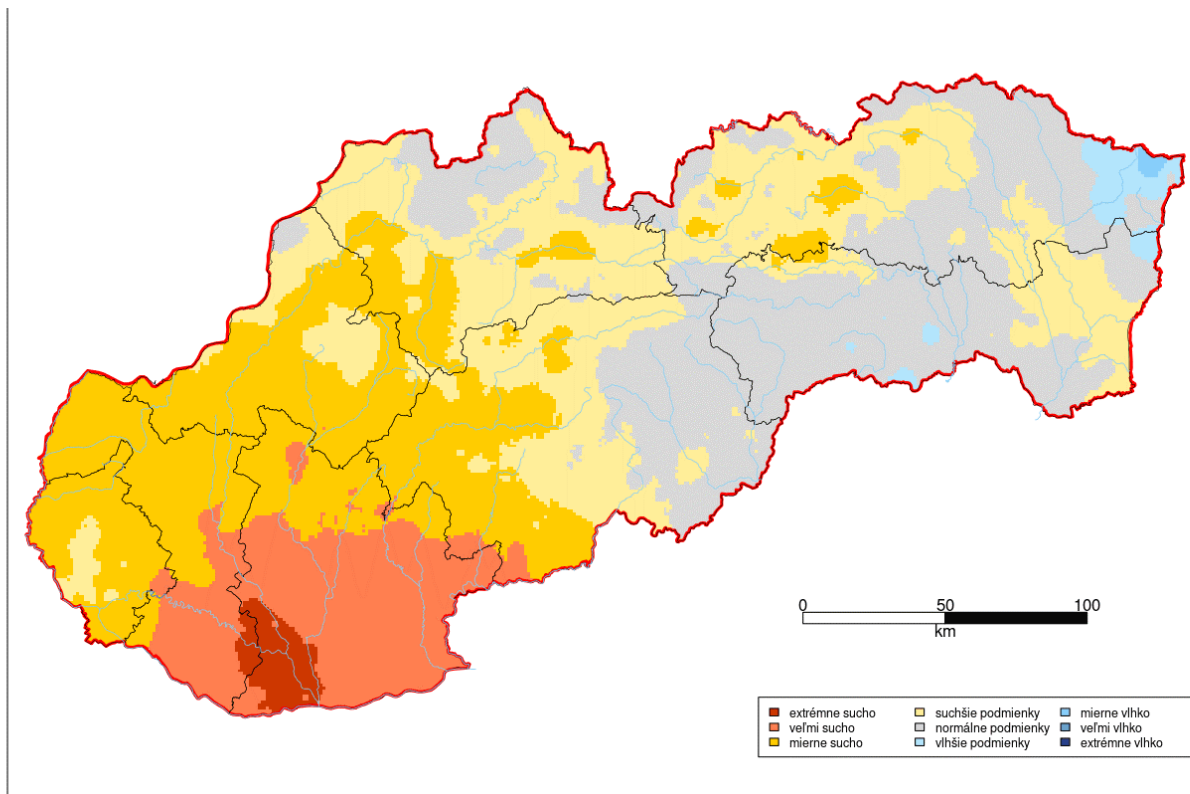 0 50 100
km
extrémne sucho suchšie podmienky mierne vlhko
veľmi sucho normálne podmienky veľmi vlhko
mierne sucho vlhšie podmienky extrémne vlhko